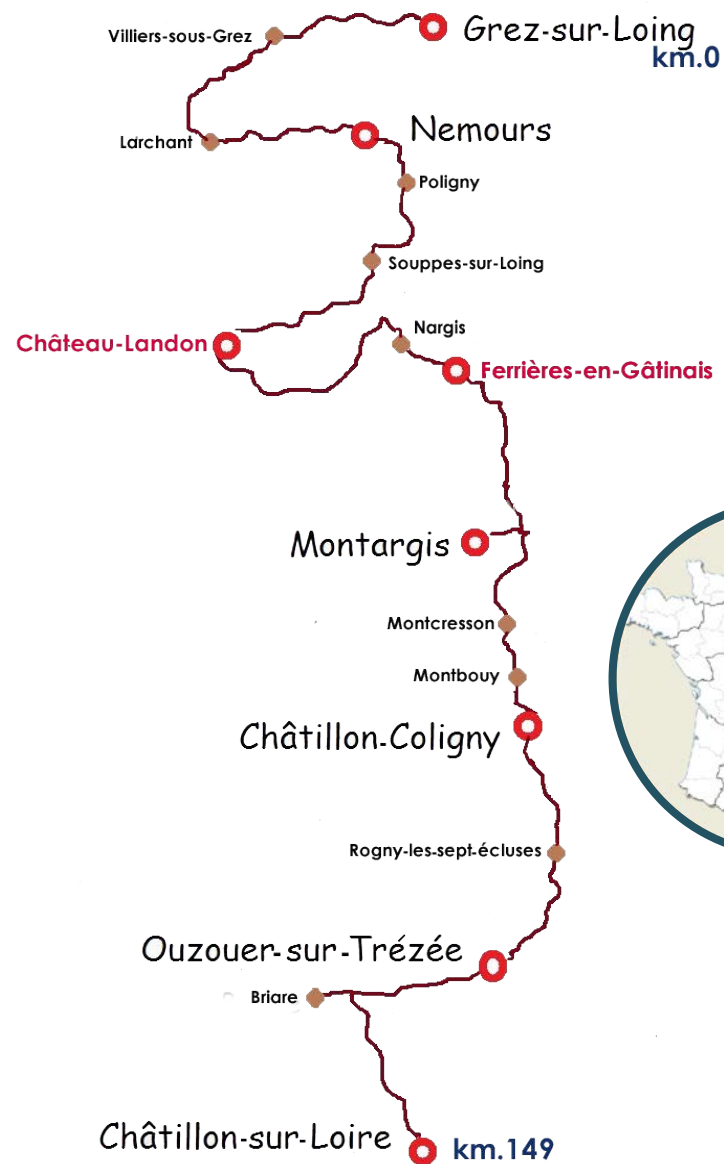 Villiers-sous-Grez
Grez-sur-Loing
km.0
Larchant
Nemours
Poligny
Souppes-sur-Loing
Château-Landon
Nargis
Ferrières-en-Gâtinais
Montargis
Montcresson
Montbouy
Châtillon-Coligny
Rogny-les-sept-écluses
Ouzouer-sur-Trézée
Briare
Châtillon-sur-Loire
km.149